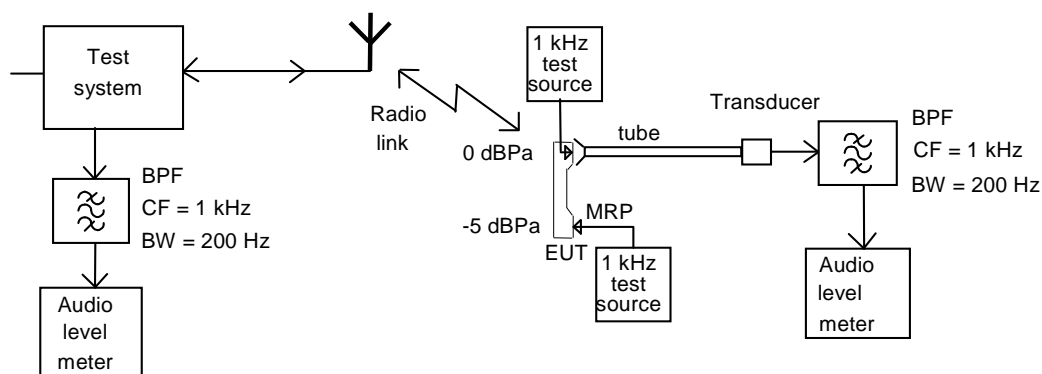 Test
system
Radio
link
BPF
CF = 1 kHz
BW = 200 Hz
Audio
level
meter
1 kHz
test
source
0 dBPa
-5 dBPa
EUT
MRP
1 kHz
test
source
tube
Transducer
BPF
CF = 1 kHz
BW = 200 Hz
Audio
level
meter